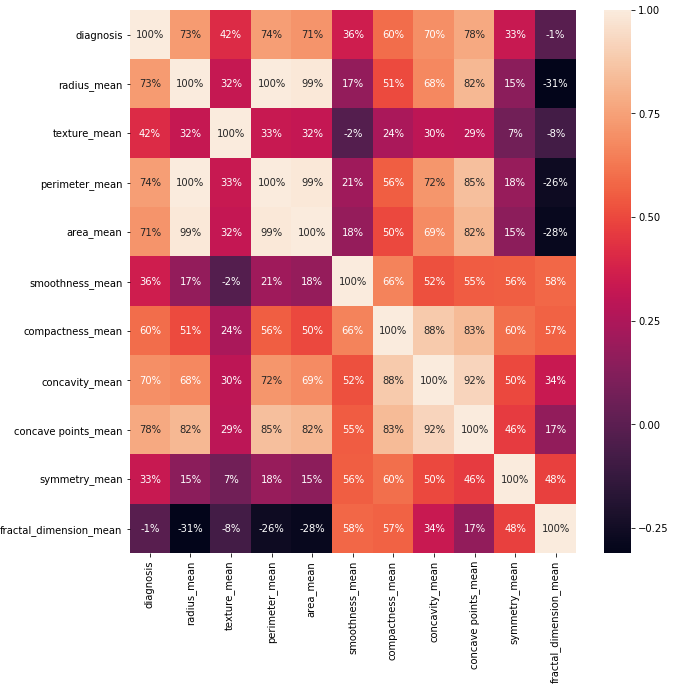 diagnosis 100% 73% 42% 74% 71% 36% 60% 70% 78% 33% -1%
radius_mean 73% 100% 32% 100% 99% 17% 51% 68% 82% 15% -31%
texture_mean 42% 32% 100% 33% 32% -2% 24% 30% 29% 7% -8%
perimeter_mean 74% 100% 33% 100% 99% 21% 56% 72% 85% 18% -26%
area_mean 71% 99% 32% 99% 100% 18% 50% 69% 82% 15% -28%
smoothness_mean 36% 17% -2% 21% 18% 100% 66% 52% 55% 56% 58%
compactness_mean 60% 51% 24% 56% 50% 66% 100% 88% 83% 60% 57%
concavity_mean 70% 68% 30% 72% 69% 52% 88% 100% 92% 50% 34%
concave points_mean 78% 82% 29% 85% 82% 55% 83% 92% 100% 46% 17%
symmetry_mean 33% 15% 7% 18% 15% 56% 60% 50% 46% 100% 48%
fractal_dimension_mean -1% -31% -8% -26% -28% 58% 57% 34% 17% 48% 100%
diagnosis
radius_mean
texture_mean
perimeter_mean
area_mean
smoothness_mean
compactness_mean
concavity_mean
concave points_mean
symmetry_mean
fractal_dimension_mean
1.00
0.75
0.50
0.25
0.00
−0.25